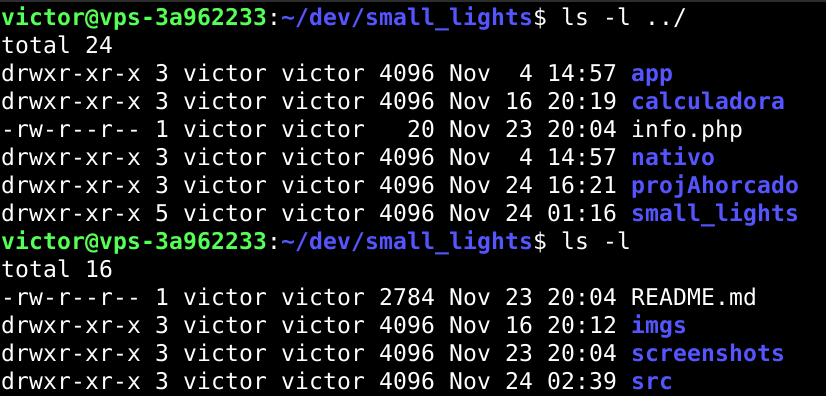 victor@vps-3a962233:~/dev/small_lights$ ls -l ../
total 24
drwxr-xr-x 3 victor victor 4096 Nov  4 14:57 app
drwxr-xr-x 3 victor victor 4096 Nov 16 20:19 calculadora
-rw-r--r-- 1 victor victor   20 Nov 23 20:04 info.php
drwxr-xr-x 3 victor victor 4096 Nov  4 14:57 nativo
drwxr-xr-x 3 victor victor 4096 Nov 24 16:21 projAhorcado
drwxr-xr-x 5 victor victor 4096 Nov 24 01:16 small_lights
victor@vps-3a962233:~/dev/small_lights$ ls -l
total 16
-rw-r--r-- 1 victor victor 2784 Nov 23 20:04 README.md
drwxr-xr-x 3 victor victor 4096 Nov 16 20:12 imgs
drwxr-xr-x 3 victor victor 4096 Nov 23 20:04 screenshots
drwxr-xr-x 3 victor victor 4096 Nov 24 02:39 src